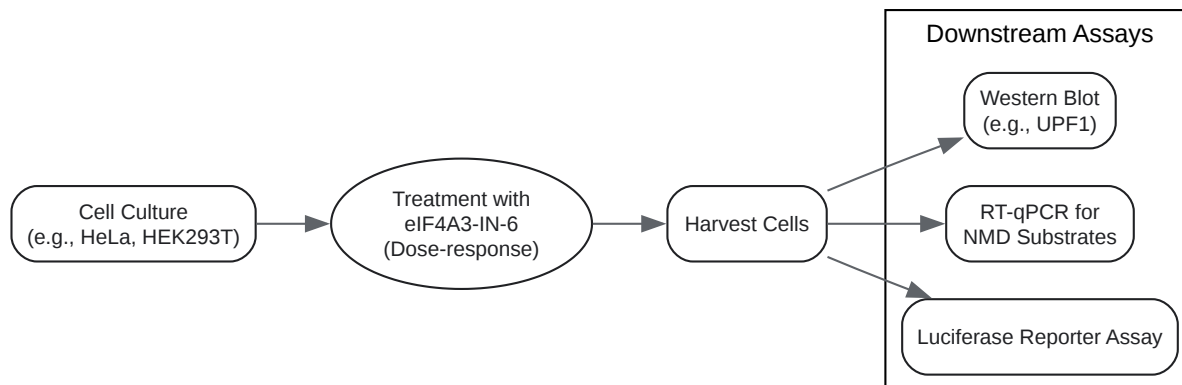 Cell Culture
(e.g., HeLa, HEK293T)
Treatment with
eIF4A3-IN-6
(Dose-response)
Harvest Cells
Downstream Assays
Western Blot
(e.g., UPF1)
RT-qPCR for
NMD Substrates
Luciferase Reporter Assay